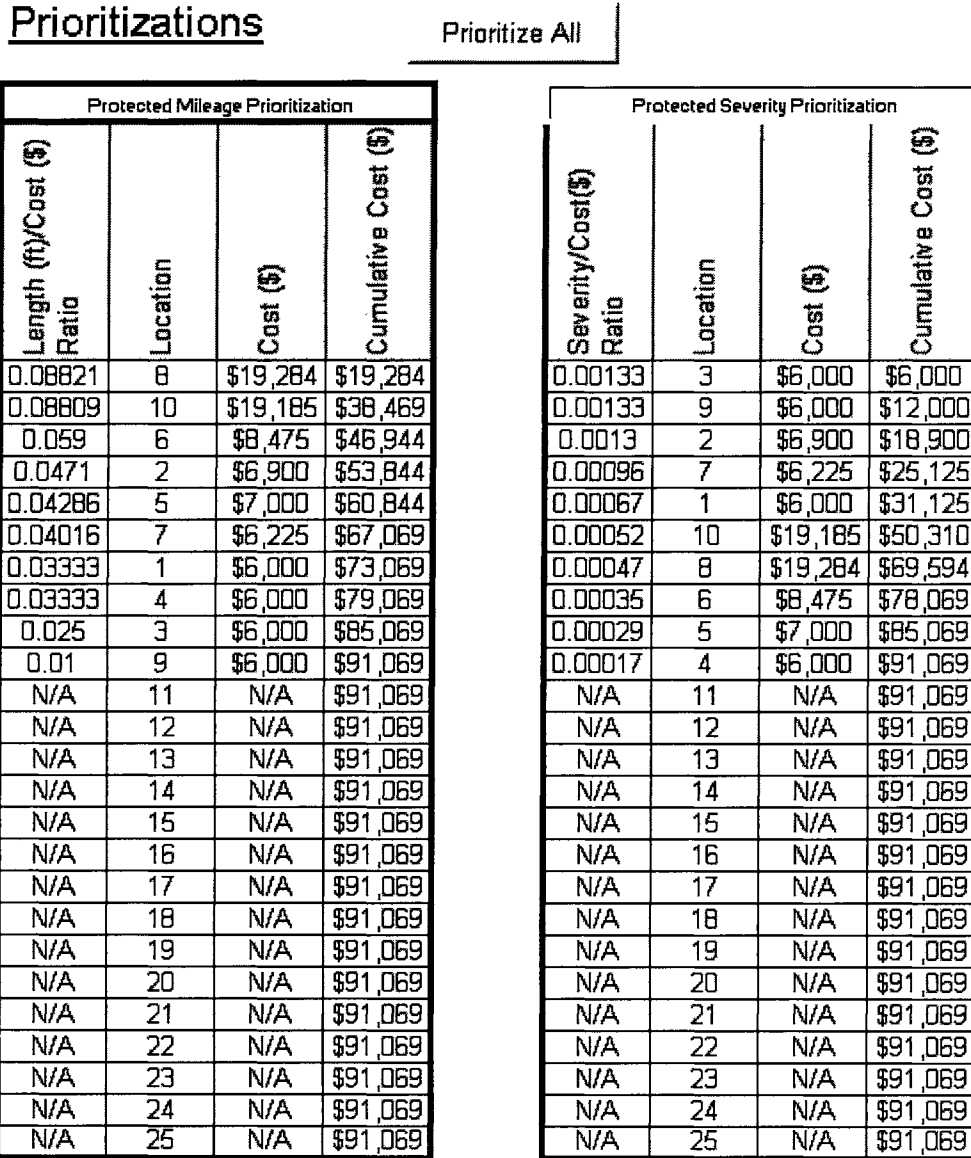 Prioritizations
Prioritize All
Protected Mileage Prioritization
Length (ft)/Cost ($) Ratio Location Cost ($) Cumulative Cost ($)
0.08821 8 $19,284 $19,284
0.08809 10 $19,185 $38,469
0.059 6 $8,475 $46,944
0.0471 2 $6,900 $53,844
0.04286 5 $7,000 $60,844
0.04016 7 $6,225 $67,069
0.03333 1 $6,000 $73,069
0.03333 4 $6,000 $79,069
0.025 3 $6,000 $85,069
0.01 9 $6,000 $91,069
N/A 11 N/A $91,069
N/A 12 N/A $91,069
N/A 13 N/A $91,069
N/A 14 N/A $91,069
N/A 15 N/A $91,069
N/A 16 N/A $91,069
N/A 17 N/A $91,069
N/A 18 N/A $91,069
N/A 19 N/A $91,069
N/A 20 N/A $91,069
N/A 21 N/A $91,069
N/A 22 N/A $91,069
N/A 23 N/A $91,069
N/A 24 N/A $91,069
N/A 25 N/A $91,069
Protected Severity Prioritization
Severity/Cost($) Ratio Location Cost ($) Cumulative Cost ($)
0.00133 3 $6,000 $6,000
0.00133 9 $6,000 $12,000
0.0013 2 $6,900 $18,900
0.00096 7 $6,225 $25,125
0.00067 1 $6,000 $31,125
0.00052 10 $19,185 $50,310
0.00047 8 $19,284 $69,594
0.00035 6 $8,475 $78,069
0.00029 5 $7,000 $85,069
0.00017 4 $6,000 $91,069
N/A 11 N/A $91,069
N/A 12 N/A $91,069
N/A 13 N/A $91,069
N/A 14 N/A $91,069
N/A 15 N/A $91,069
N/A 16 N/A $91,069
N/A 17 N/A $91,069
N/A 18 N/A $91,069
N/A 19 N/A $91,069
N/A 20 N/A $91,069
N/A 21 N/A $91,069
N/A 22 N/A $91,069
N/A 23 N/A $91,069
N/A 24 N/A $91,069
N/A 25 N/A $91,069